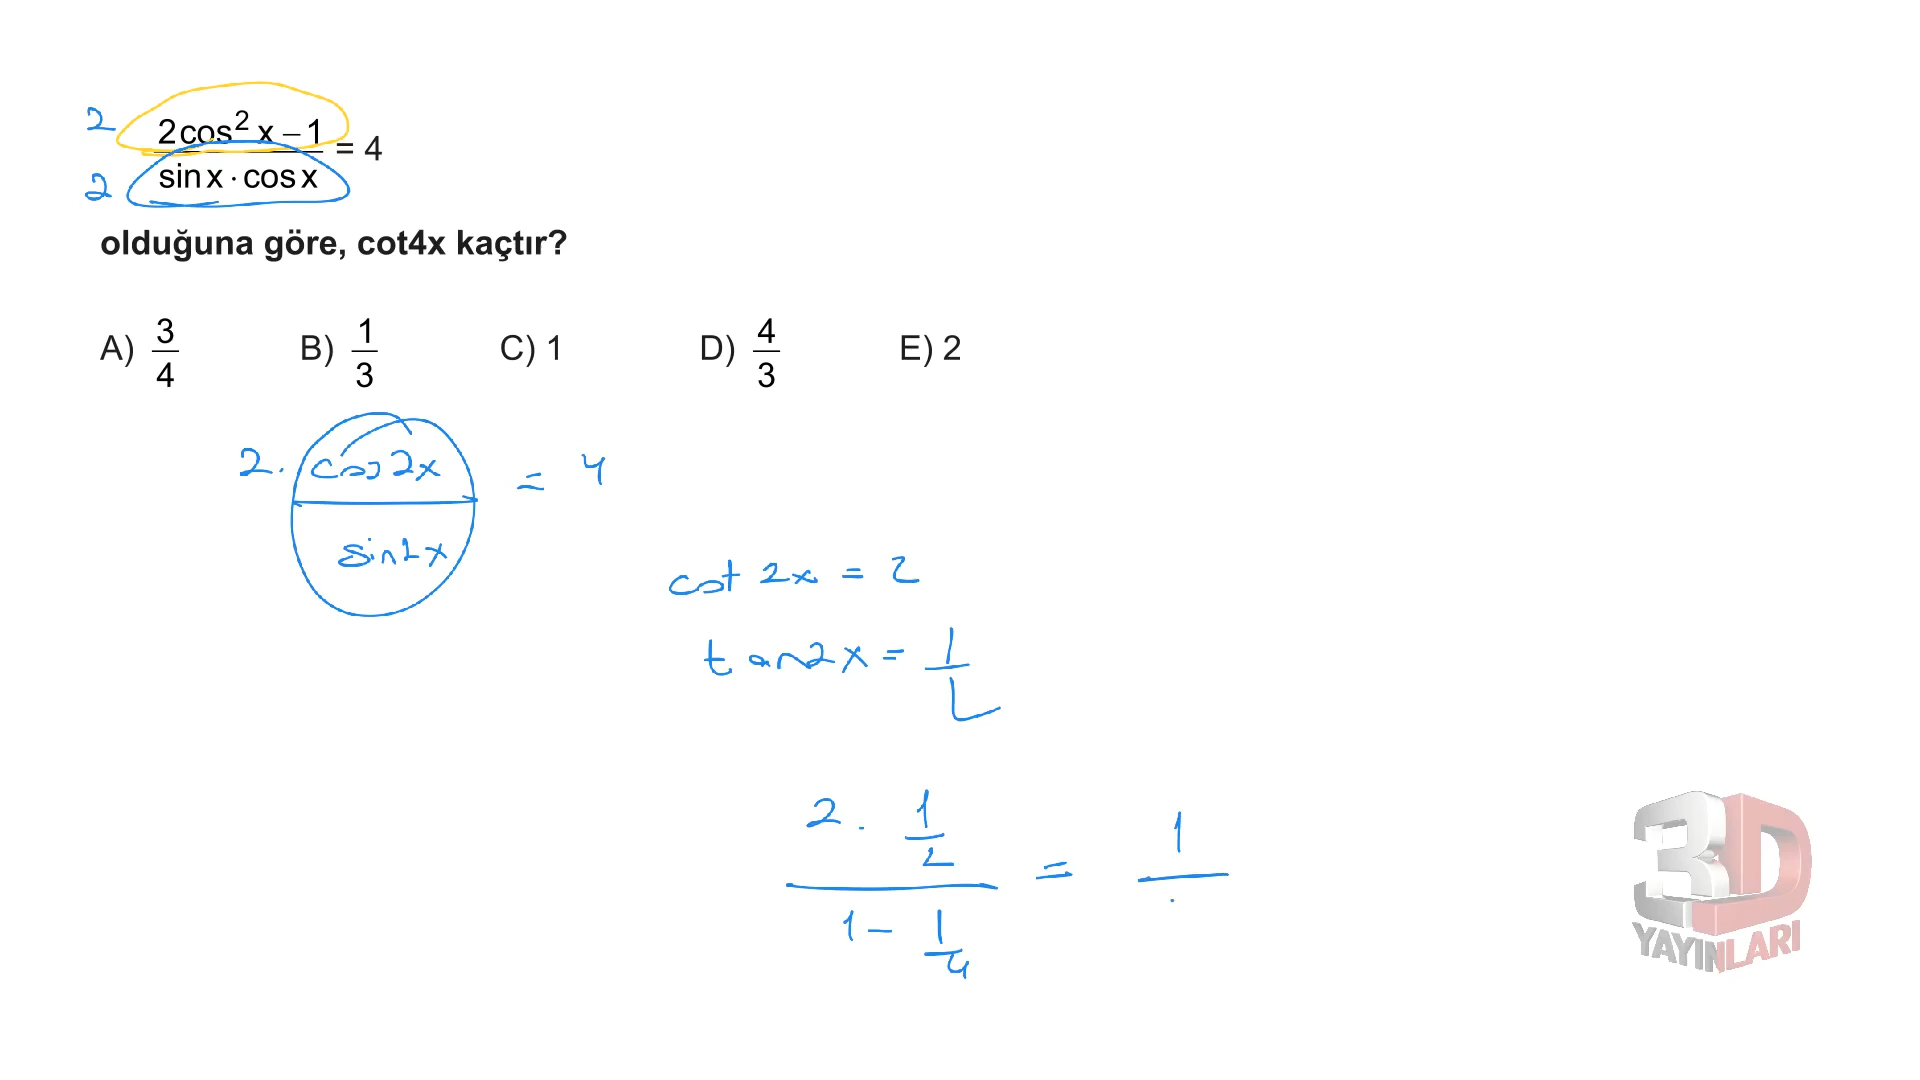 2 2cos² x – 1
2 sin x · cos x = 4
olduğuna göre, cot4x kaçtır?
A) 3/4 B) 1/3 C) 1 D) 4/3 E) 2
2. cos2x / sin2x = 4
cot 2x = 2
tan2x = 1/2
2. 1/2 / 1 - 1/4 = 1
3D
YAYINLARI